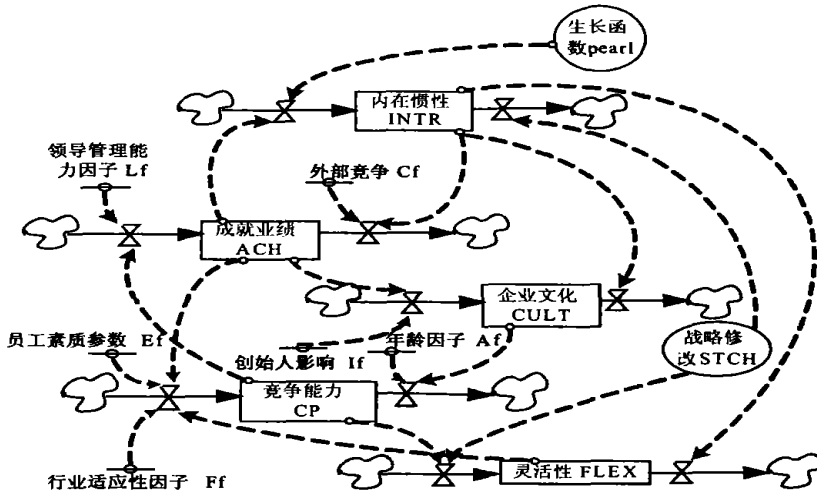 生长函
数pearl
内在惯性
INTR
领导管理能
力因子 Lf
外部竞争 Cf
成就业绩
ACH
企业文化
CULT
员工素质参数 Ef
创始人影响 If
年龄因子 Af
战略修
改STCH
竞争能力
CP
行业适应性因子 Ff
灵活性 FLEX